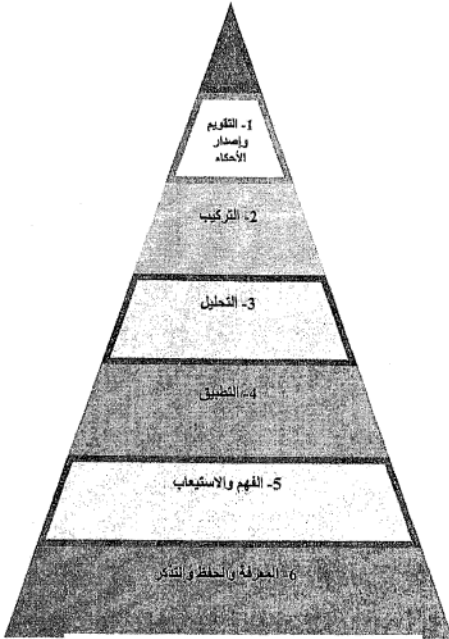 1- التقويم
وإصدار
الأحكام
2- التركيب
3- التحليل
4- التطبيق
5- الفهم والاستيعاب
6- المعرفة والحفظ والتذكر